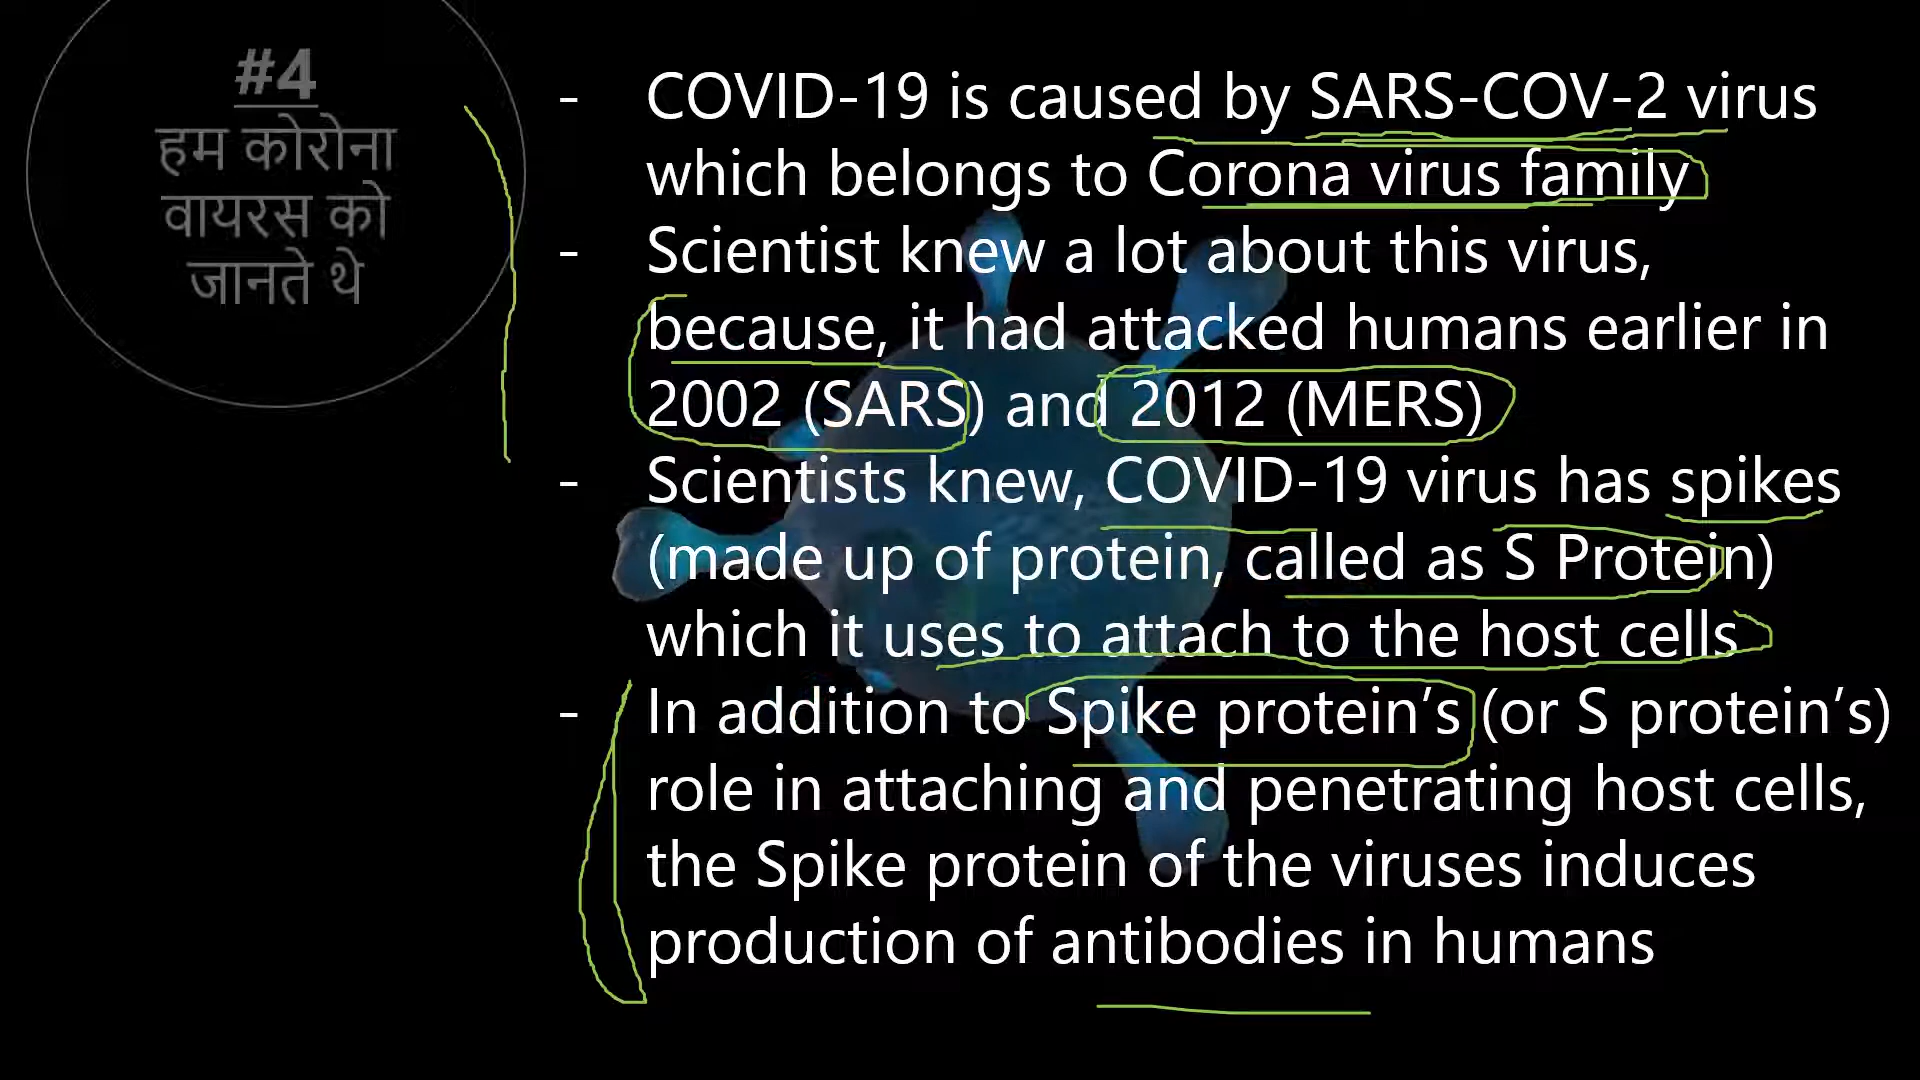 #4
हम कोरोना
वायरस को
जानते थे
- COVID-19 is caused by SARS-COV-2 virus
which belongs to Corona virus family
- Scientist knew a lot about this virus,
because, it had attacked humans earlier in
2002 (SARS) and 2012 (MERS)
- Scientists knew, COVID-19 virus has spikes
(made up of protein, called as S Protein)
which it uses to attach to the host cells
- In addition to Spike protein’s (or S protein’s)
role in attaching and penetrating host cells,
the Spike protein of the viruses induces
production of antibodies in humans